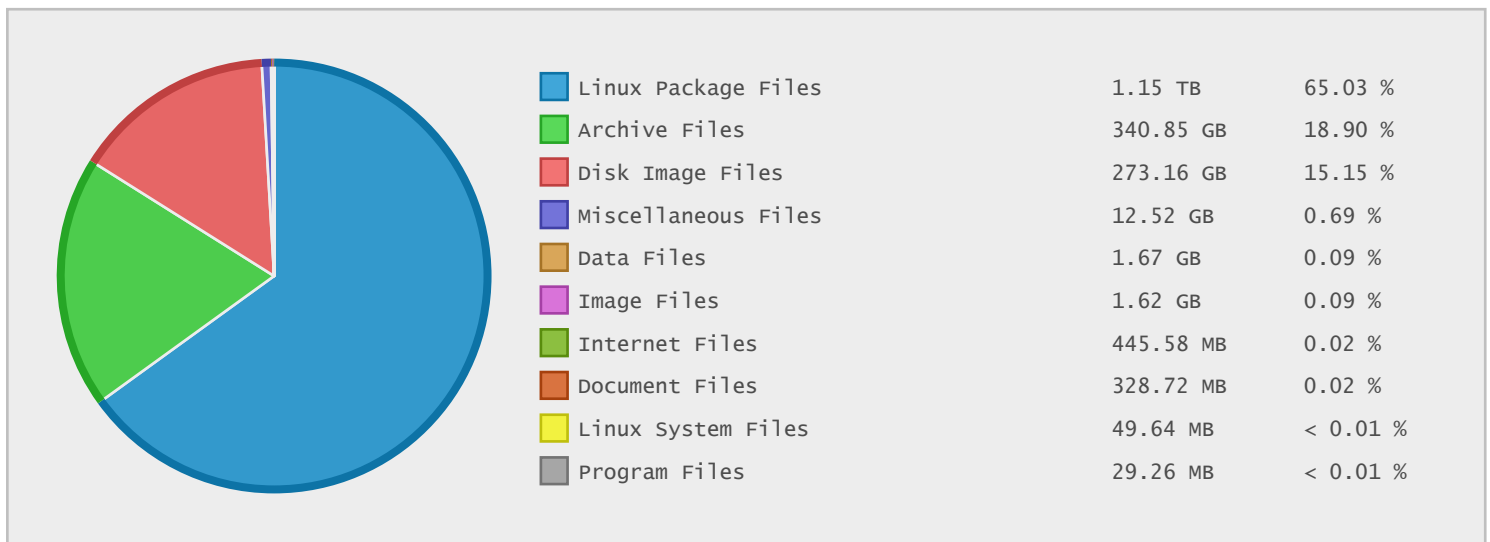 Linux Package Files 1.15 TB 65.03 %
Archive Files 340.85 GB 18.90 %
Disk Image Files 273.16 GB 15.15 %
Miscellaneous Files 12.52 GB 0.69 %
Data Files 1.67 GB 0.09 %
Image Files 1.62 GB 0.09 %
Internet Files 445.58 MB 0.02 %
Document Files 328.72 MB 0.02 %
Linux System Files 49.64 MB < 0.01 %
Program Files 29.26 MB < 0.01 %